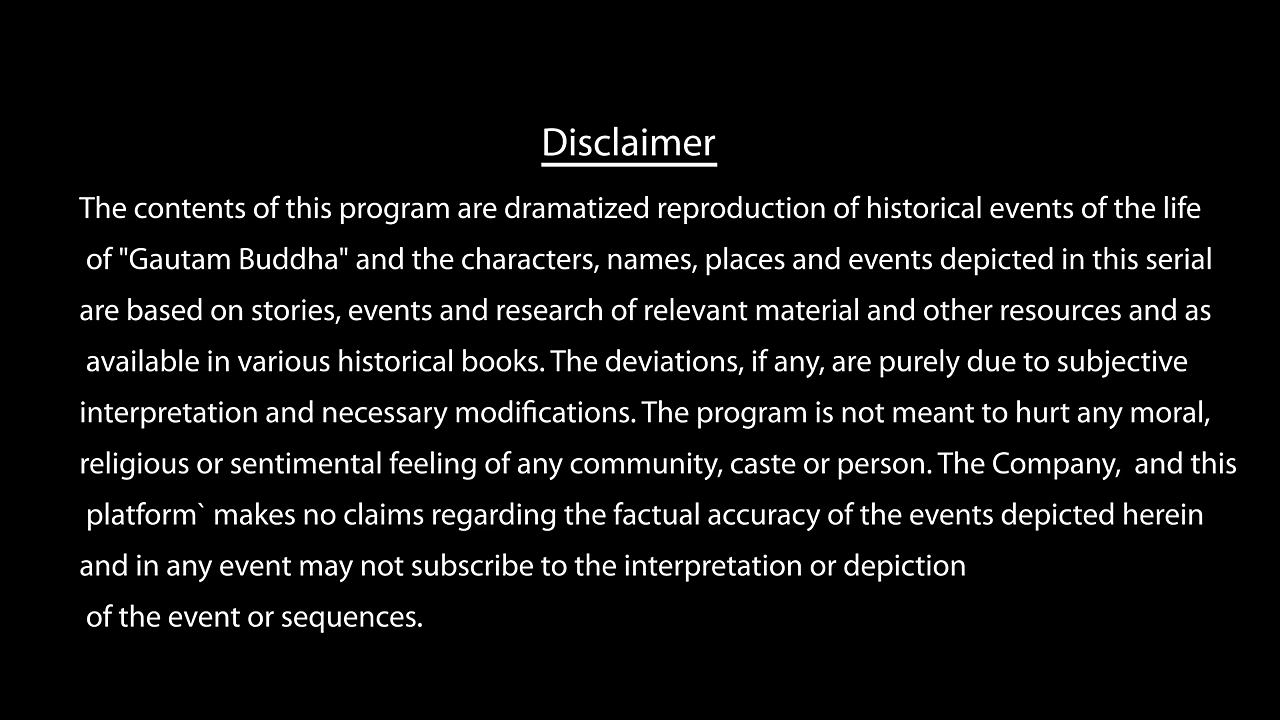 Disclaimer
The contents of this program are dramatized reproduction of historical events of the life
of "Gautam Buddha" and the characters, names, places and events depicted in this serial
are based on stories, events and research of relevant material and other resources and as
available in various historical books. The deviations, if any, are purely due to subjective
interpretation and necessary modifications. The program is not meant to hurt any moral,
religious or sentimental feeling of any community, caste or person. The Company,  and this
platform` makes no claims regarding the factual accuracy of the events depicted herein
and in any event may not subscribe to the interpretation or depiction
of the event or sequences.